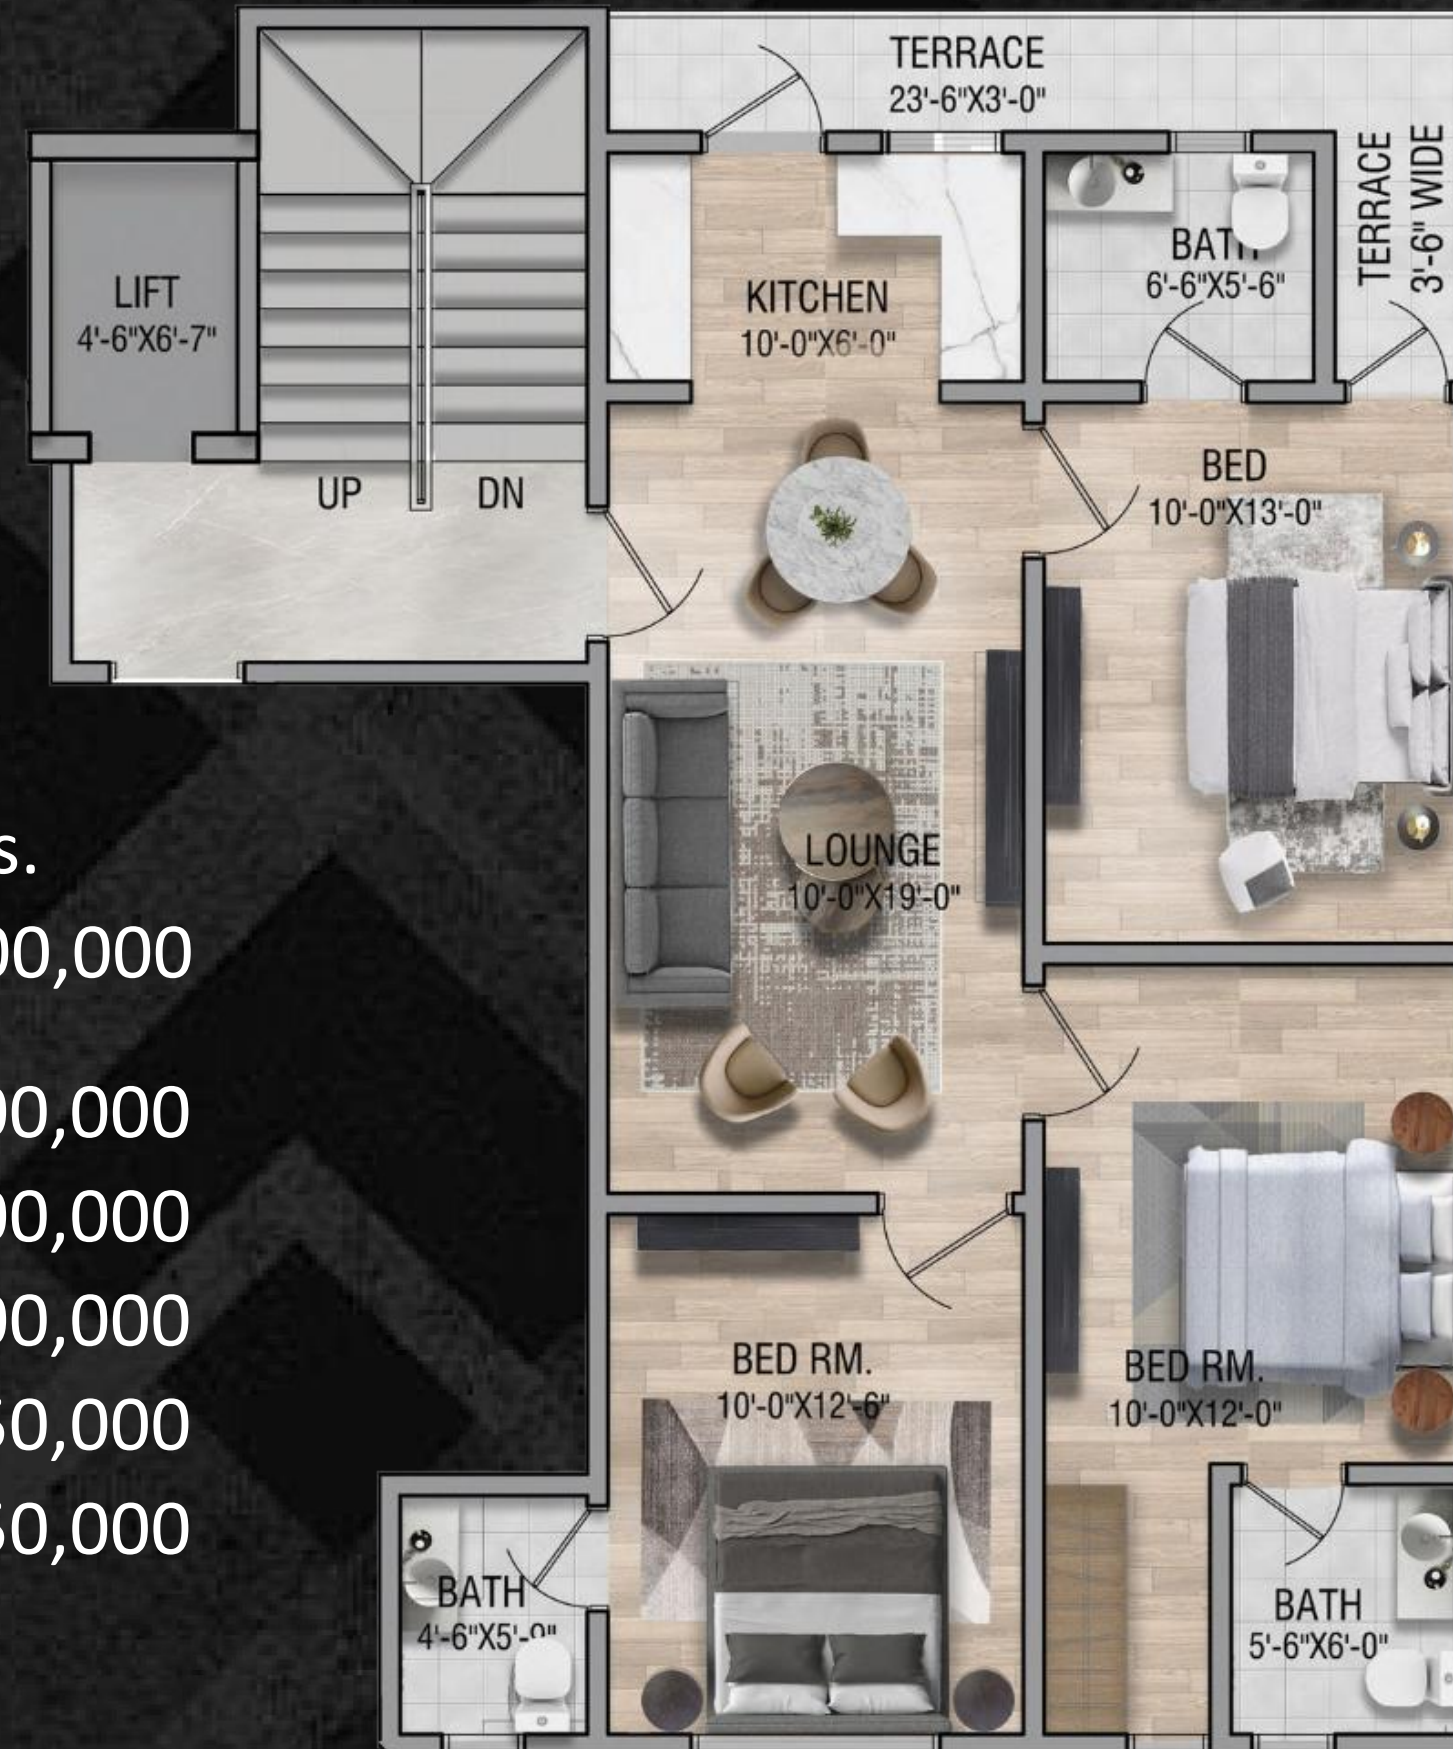 TERRACE
23'-6"X3'-0"
TERRACE
3'-6" WIDE
LIFT
4'-6"X6'-7"
KITCHEN
10'-0"X6'-0"
BATH
6'-6"X5'-6"
UP
DN
BED
10'-0"X13'-0"
s.
00,000
LOUNGE
10'-0"X19'-0"
00,000
00,000
00,000
BED RM.
10'-0"X12'-6"
BED RM.
10'-0"X12'-0"
50,000
50,000
BATH
4'-6"X5'-9"
BATH
5'-6"X6'-0"